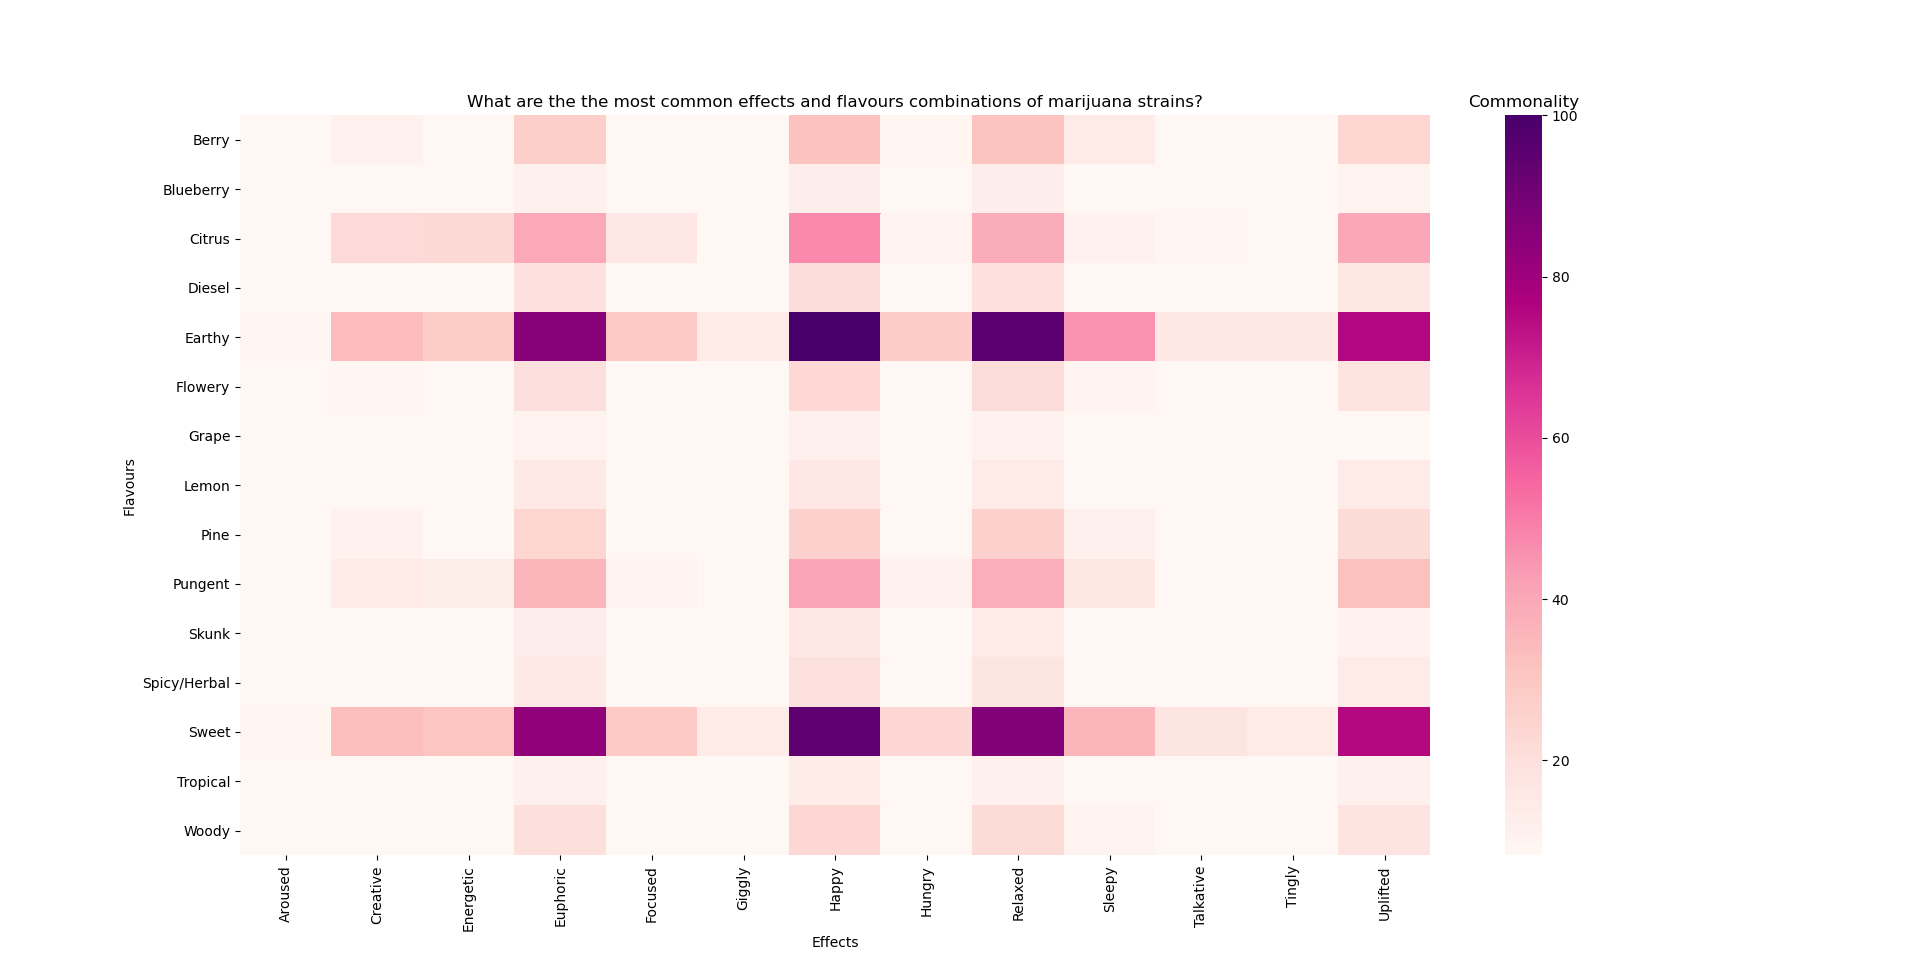 What are the the most common effects and flavours combinations of marijuana strains?
Commonality
Flavours
Berry
Blueberry
Citrus
Diesel
Earthy
Flowery
Grape
Lemon
Pine
Pungent
Skunk
Spicy/Herbal
Sweet
Tropical
Woody
Aroused
Creative
Energetic
Euphoric
Focused
Giggly
Happy
Hungry
Relaxed
Sleepy
Talkative
Tingly
Uplifted
Effects
100
80
60
40
20